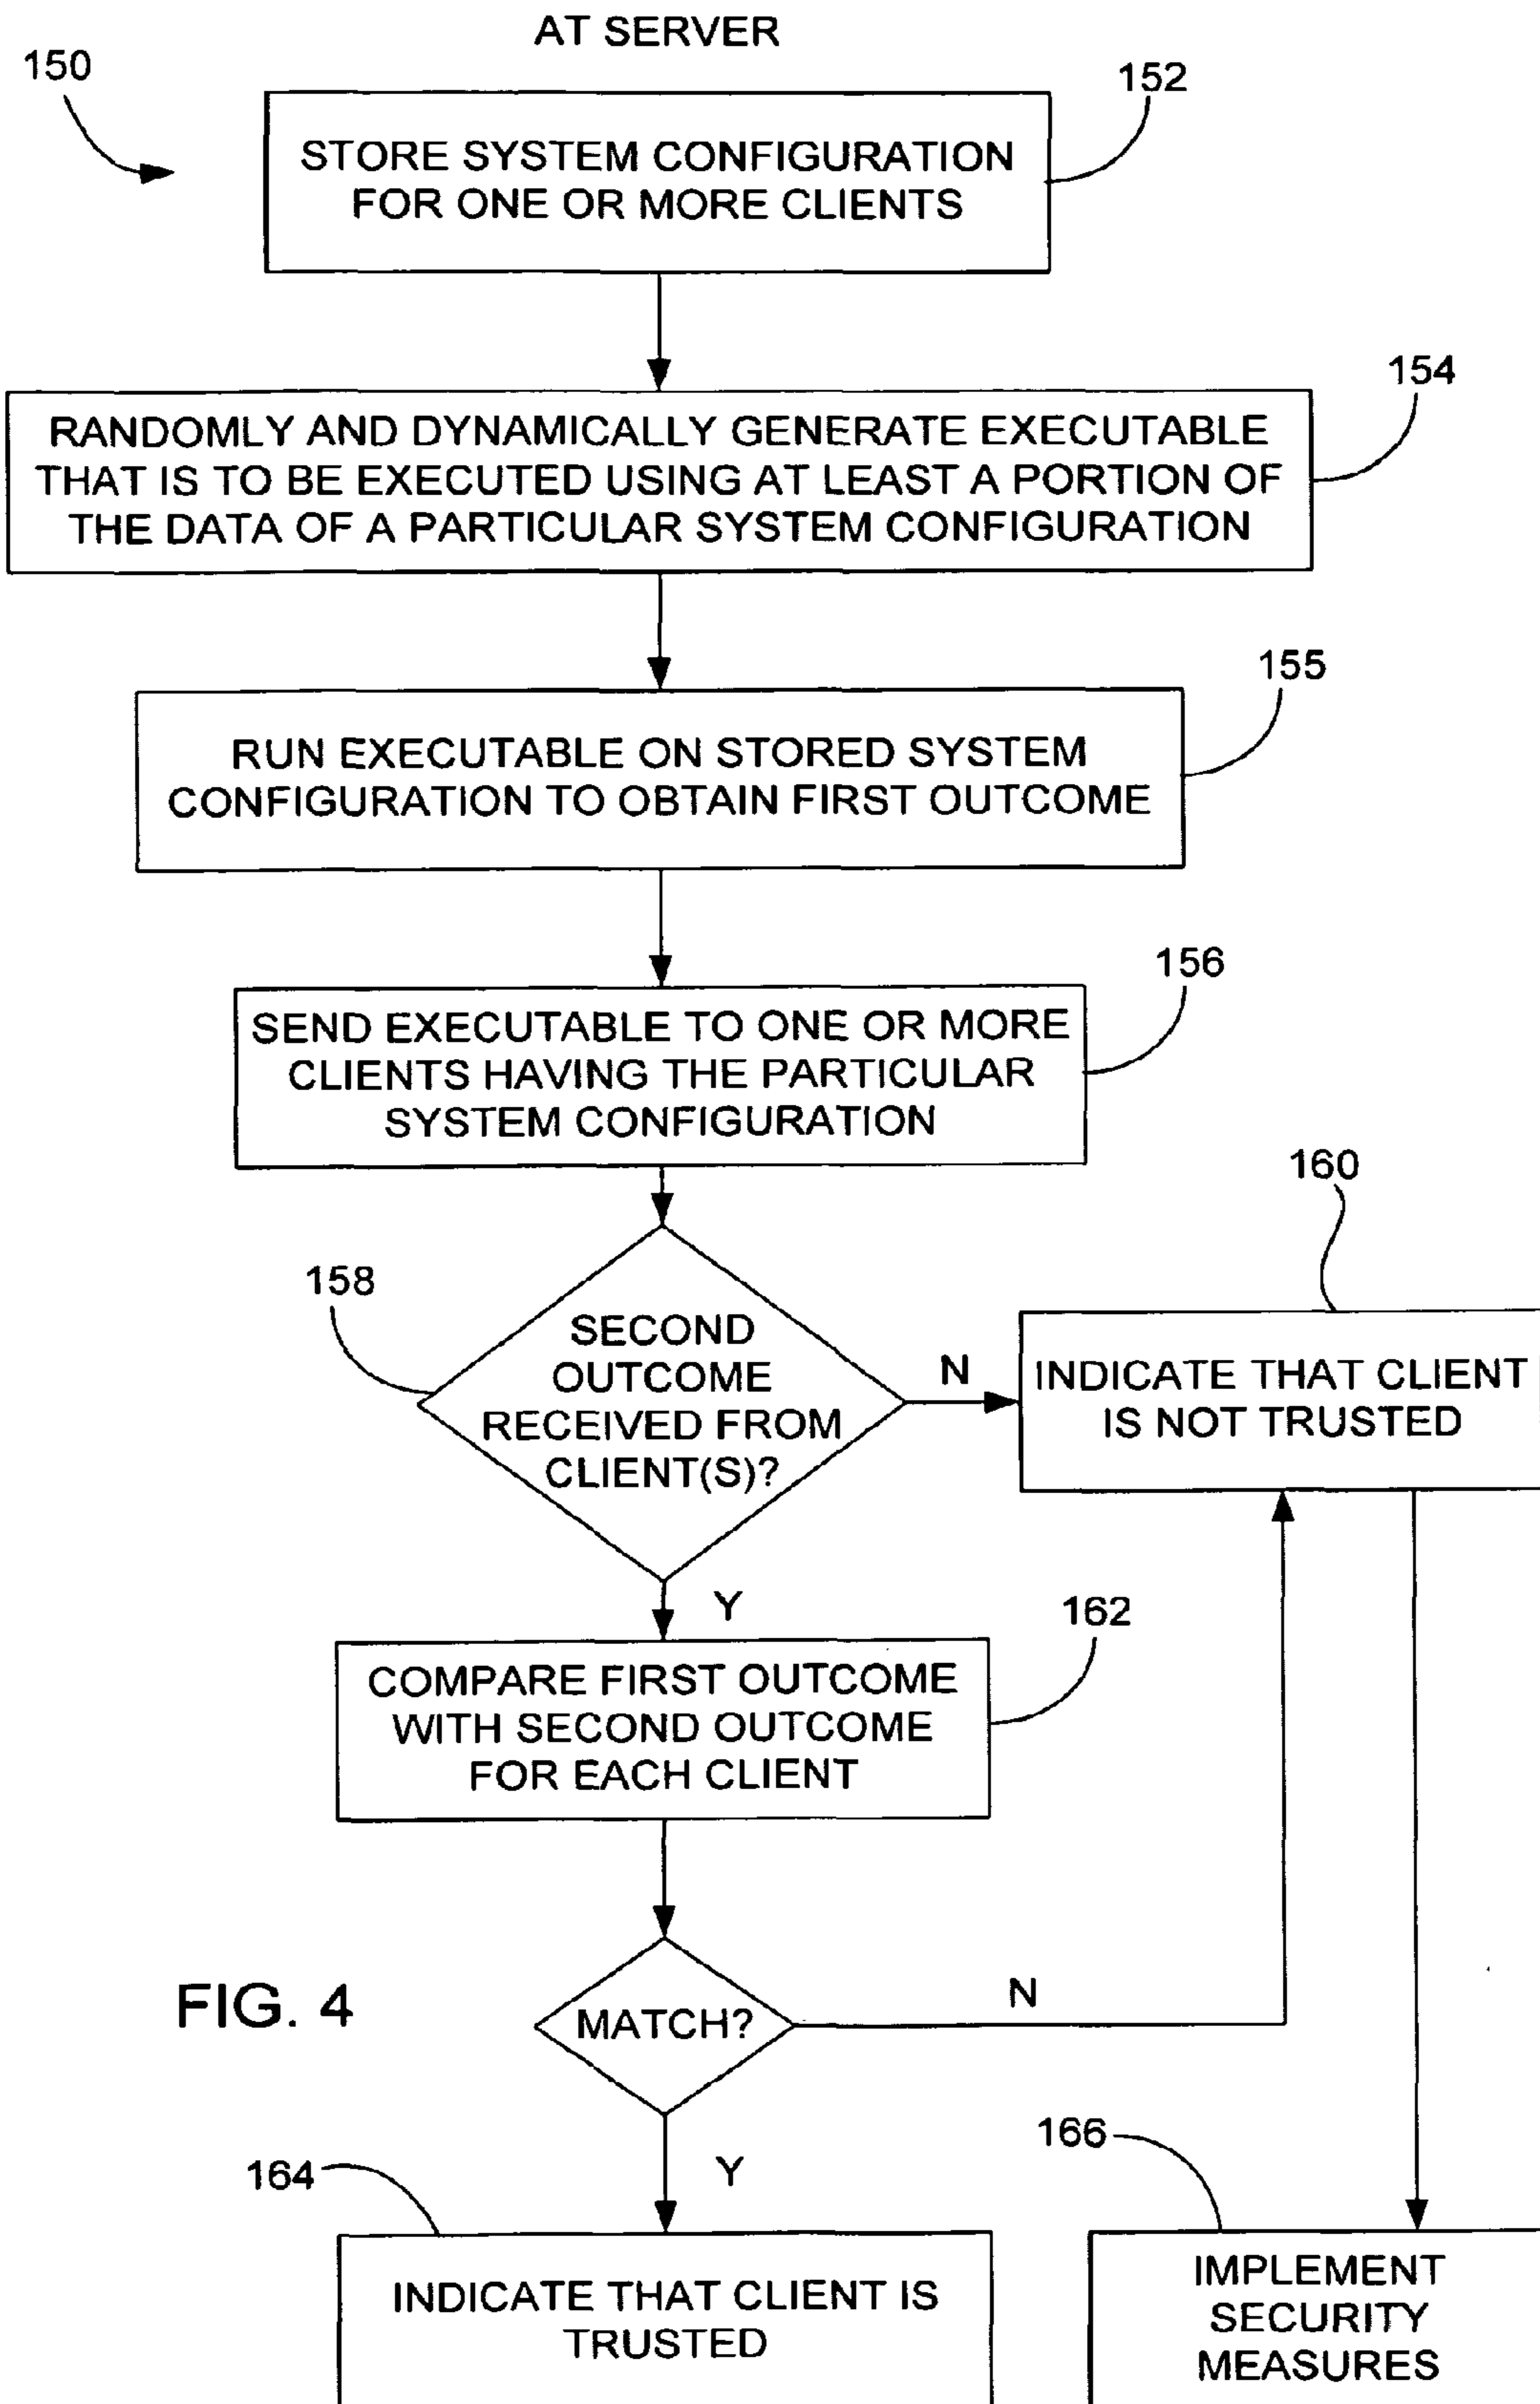 AT SERVER
150
152
STORE SYSTEM CONFIGURATION
FOR ONE OR MORE CLIENTS
154
RANDOMLY AND DYNAMICALLY GENERATE EXECUTABLE
THAT IS TO BE EXECUTED USING AT LEAST A PORTION OF
THE DATA OF A PARTICULAR SYSTEM CONFIGURATION
155
RUN EXECUTABLE ON STORED SYSTEM
CONFIGURATION TO OBTAIN FIRST OUTCOME
156
SEND EXECUTABLE TO ONE OR MORE
CLIENTS HAVING THE PARTICULAR
SYSTEM CONFIGURATION
160
158
SECOND
OUTCOME
RECEIVED FROM
CLIENT(S)?
N
INDICATE THAT CLIENT
IS NOT TRUSTED
Y
162
COMPARE FIRST OUTCOME
WITH SECOND OUTCOME
FOR EACH CLIENT
FIG. 4
MATCH?
N
Y
164
166
INDICATE THAT CLIENT IS
TRUSTED
IMPLEMENT
SECURITY
MEASURES